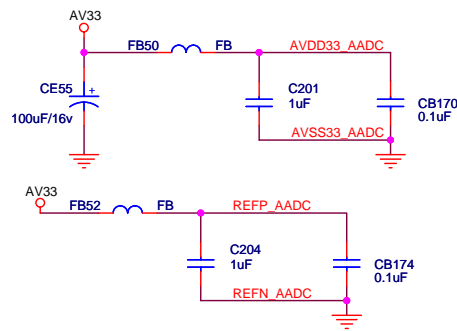 AV33
FB50 FB AVDD33_AADC
CE55
+
100uF/16v
C201
1uF
CB170
0.1uF
AVSS33_AADC
AV33
FB52 FB REFP_AADC
C204
1uF
CB174
0.1uF
REFN_AADC